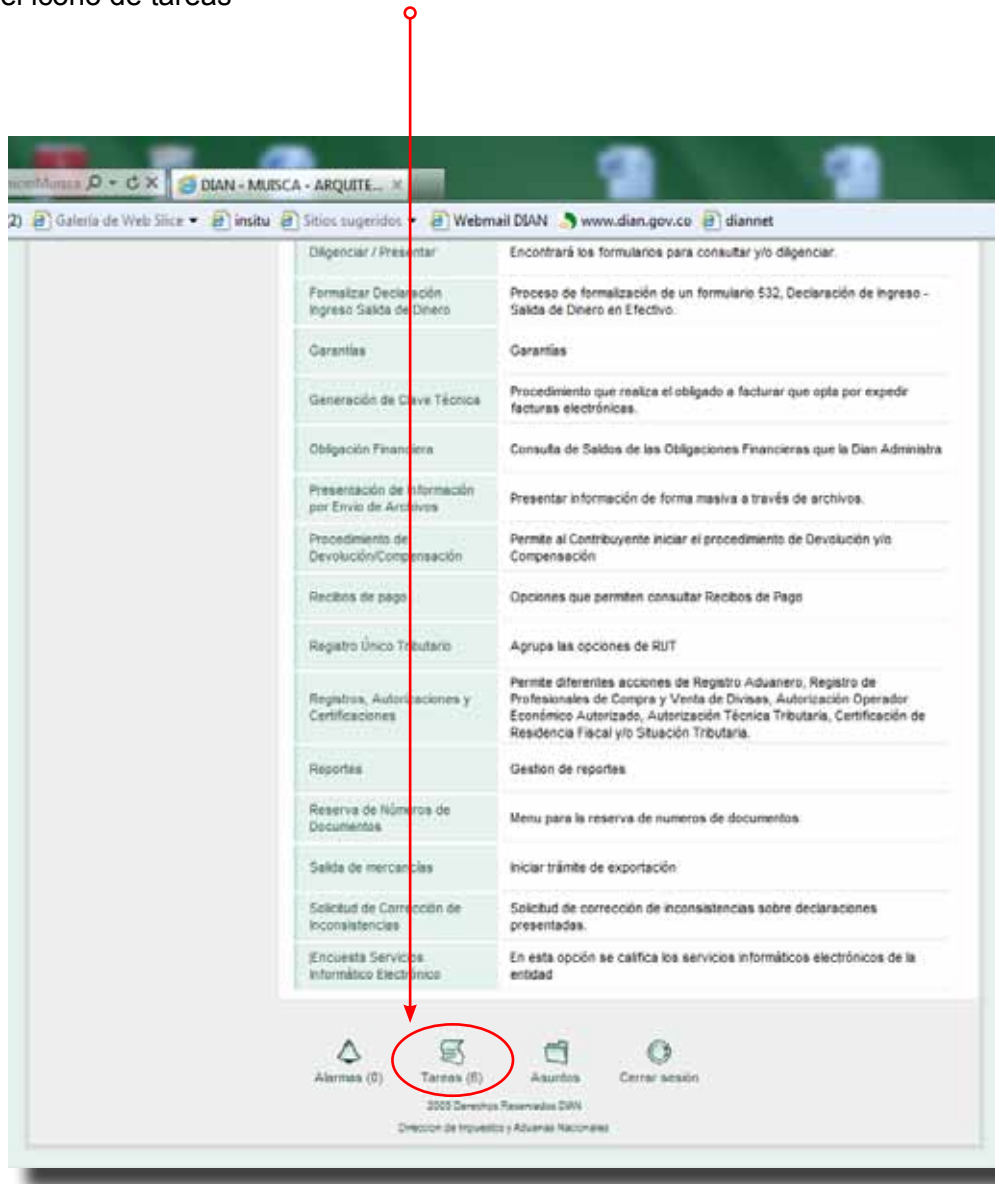 el ícono de tareas
DIAN - MUISCA - ARQUITE...
Galería de Web Slice insitu Sitios sugeridos Webmail DIAN www.dian.gov.co diannet
Diligenciar / Presentar Encontrará los formularios para consultar y/o diligenciar.
Formalizar Declaración Proceso de formalización de un formulario 532, Declaración de Ingreso -
Ingreso Salida de Dinero Salida de Dinero en Efectivo.
Garantías Garantías
Generación de Clave Técnica Procedimiento que realiza el obligado a facturar que opta por expedir
facturas electrónicas.
Obligación Financiera Consulta de Saldos de las Obligaciones Financieras que la Dian Administra
Presentación de Información
por Envio de Archivos Presentar información de forma masiva a través de archivos.
Procedimiento de Permite al Contribuyente iniciar el procedimiento de Devolución y/o
Devolución/Compensación Compensación
Recibos de pago Opciones que permiten consultar Recibos de Pago
Registro Único Tributario Agrupa las opciones de RUT
Registros, Autorizaciones y Certificaciones Permite diferentes acciones de Registro Aduanero, Registro de
Profesionales de Compra y Venta de Divisas, Autorización Operador
Económico Autorizado, Autorización Técnica Tributaria, Certificación de
Residencia Fiscal y/o Situación Tributaria.
Reportes Gestion de reportes
Reserva de Números de
Documentos Menu para la reserva de numeros de documentos
Salida de mercancías Iniciar trámite de exportación
Solicitud de Corrección de Solicitud de corrección de inconsistencias sobre declaraciones
Inconsistencias presentadas.
|Encuesta Servicios En esta opción se califica los servicios informáticos electrónicos de la
Informático Electrónico entidad
Alarmas (0) Tareas (6) Asuntos Cerrar sesión
2005 Derechos Reservados DIAN
Direccion de Impuestos y Aduanas Nacionales